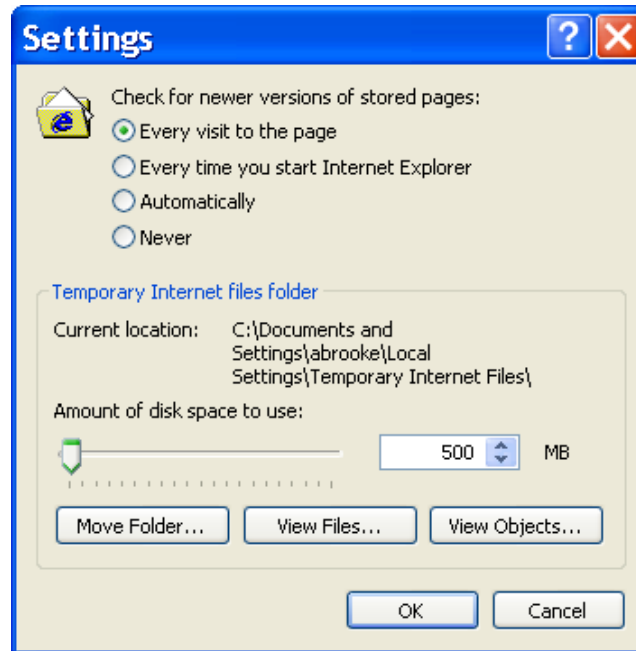 Settings
Check for newer versions of stored pages:
Every visit to the page
Every time you start Internet Explorer
Automatically
Never
Temporary Internet files folder
Current location: C:\Documents and
Settings\abrooke\Local
Settings\Temporary Internet Files\
Amount of disk space to use:
500 MB
Move Folder... View Files... View Objects...
OK Cancel